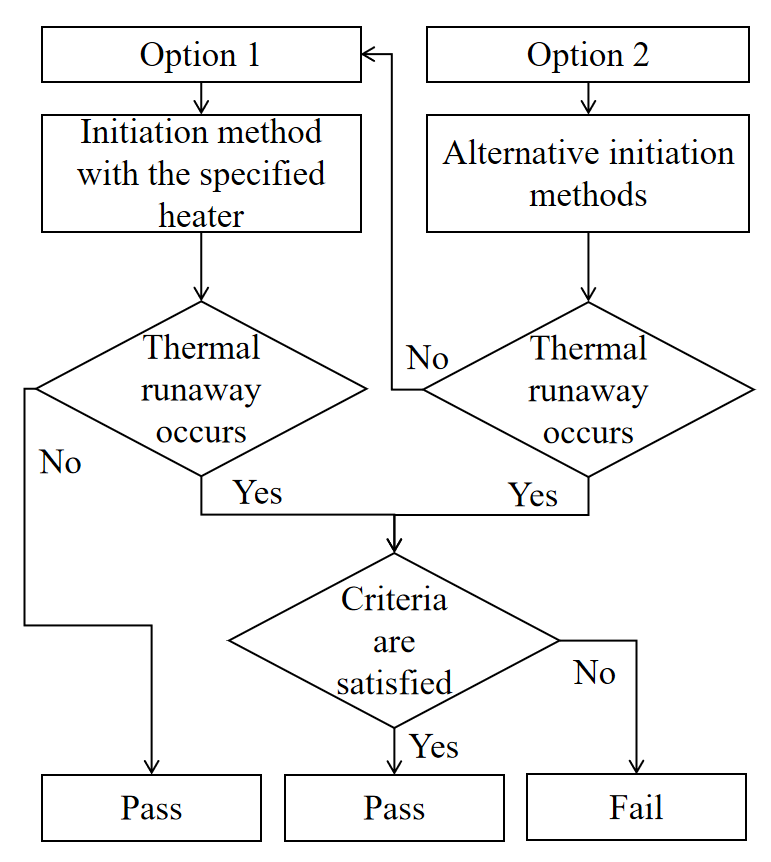 Option 1
Option 2
Initiation method
with the specified
heater
Alternative initiation
methods
Thermal
runaway
occurs
No
Thermal
runaway
occurs
No
Yes
Yes
Criteria
are
satisfied
No
Yes
Pass
Pass
Fail